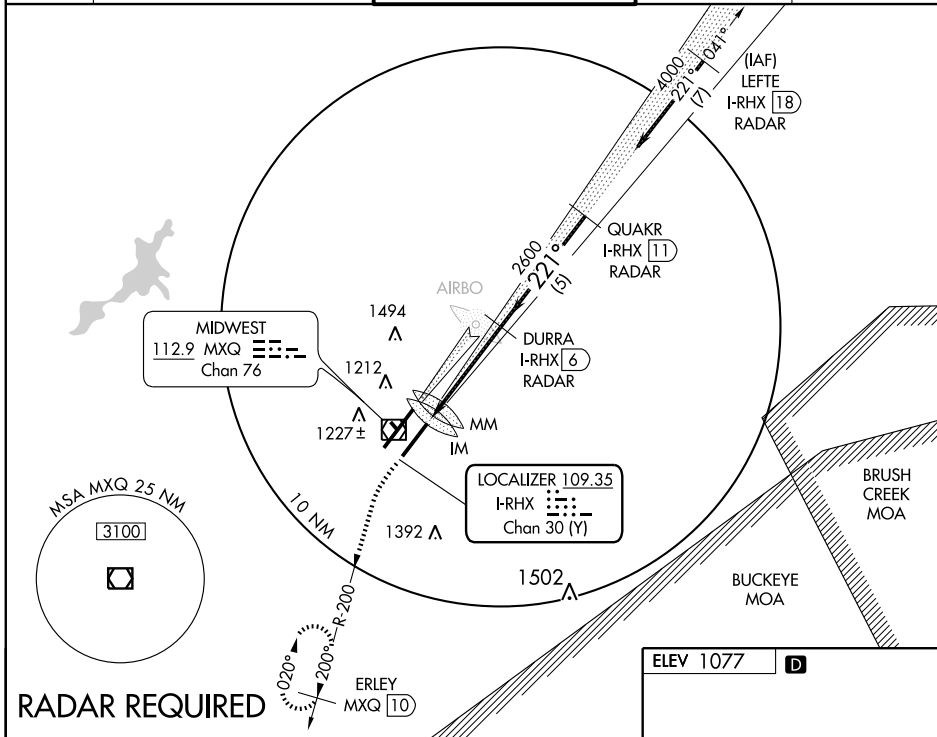 4000
221°
041°
(7)
(IAF)
LEFTE
I-RHX 18
RADAR
QUAKR
I-RHX 11
RADAR
2600
221°
(5)
AIRBO
1494
DURRA
I-RHX 6
RADAR
MIDWEST
112.9 MXQ
Chan 76
1212
1227±
MM
IM
LOCALIZER 109.35
I-RHX
Chan 30 (Y)
BRUSH
CREEK
MOA
MSA MXQ 25 NM
3100
10 NM
1392
1502
BUCKEYE
MOA
R-200
200°
020°
ERLEY
MXQ 10
RADAR REQUIRED
ELEV 1077 D